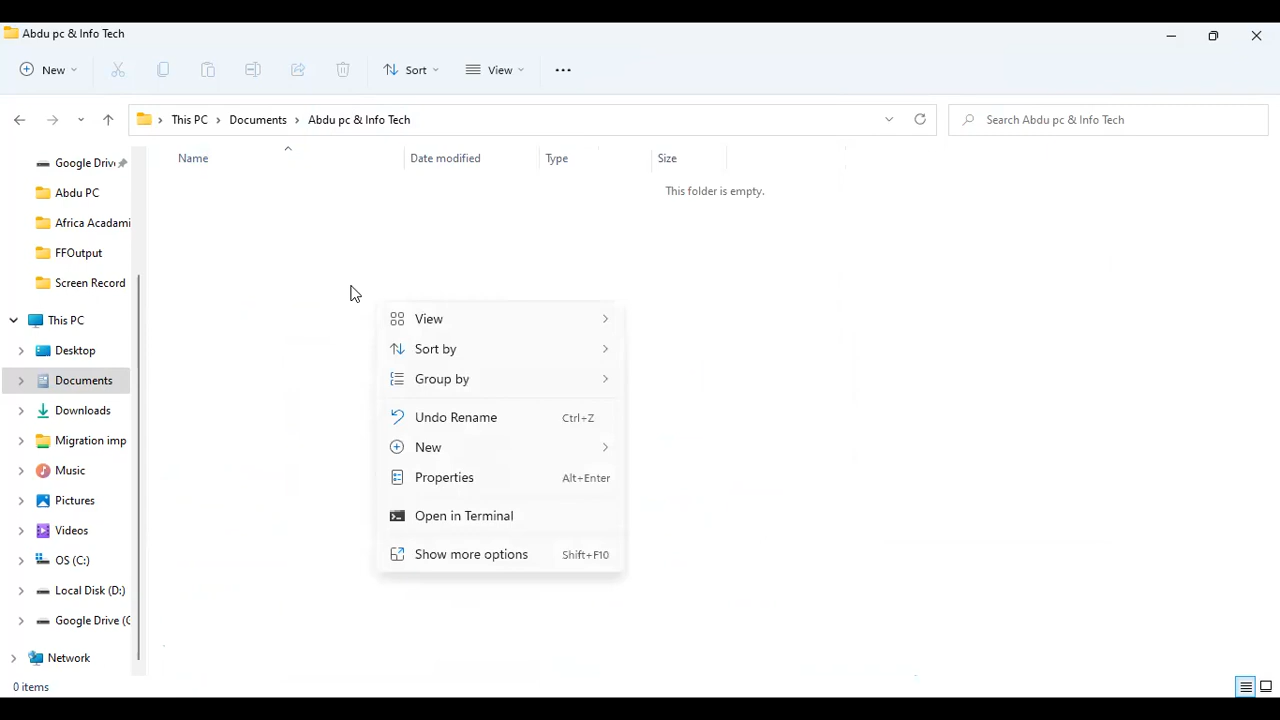 Abdu pc & Info Tech
New Sort View
This PC Documents Abdu pc & Info Tech Search Abdu pc & Info Tech
Name Date modified Type Size
This folder is empty.
Google Driv
Abdu PC
Africa Acadami
FFOutput
Screen Record
This PC
Desktop
Documents
Downloads
Migration imp
Music
Pictures
Videos
OS (C:)
Local Disk (D:)
Google Drive (G
Network
View
Sort by
Group by
Undo Rename Ctrl+Z
New
Properties Alt+Enter
Open in Terminal
Show more options Shift+F10
0 items